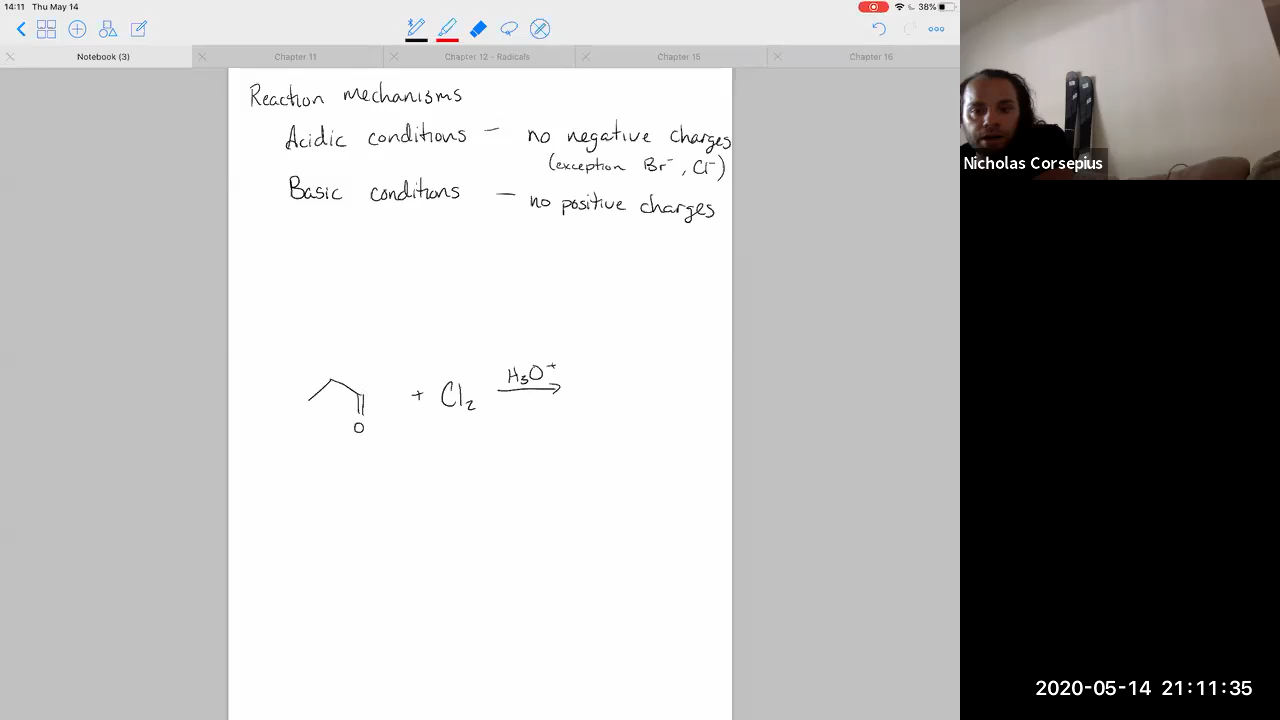 14:11 Thu May 14
38%
Notebook (3)
Chapter 11
Chapter 12 - Radicals
Chapter 15
Chapter 16
Reaction mechanisms
Acidic conditions — no negative charges
(exception Br⁻, Cl⁻)
Basic conditions — no positive charges
H₃O⁺
+ Cl₂
O
Nicholas Corsepius
2020-05-14 21:11:35